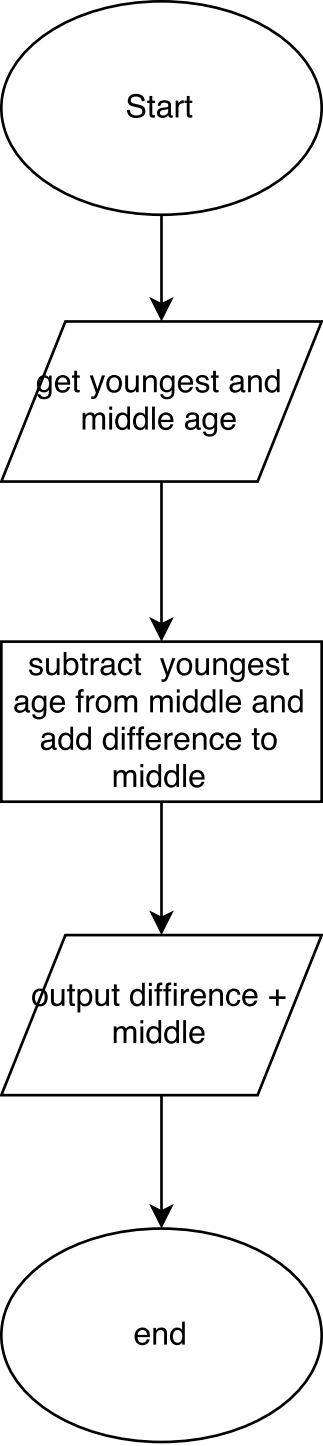 Start
get youngest and
middle age
subtract  youngest
age from middle and
add difference to
middle
output diffirence +
middle
end